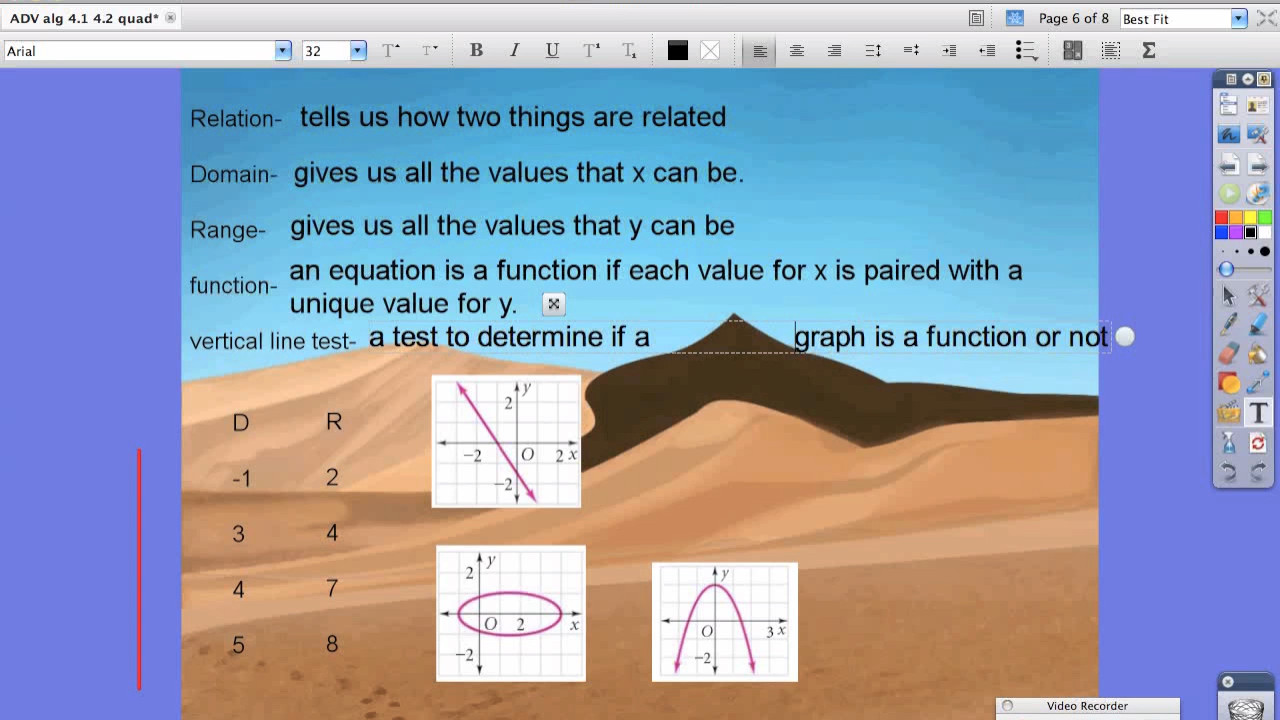 ADV alg 4.1 4.2 quad*
Page 6 of 8
Best Fit
Arial
32
T T B I U T¹ T₁ Σ
Relation- tells us how two things are related
Domain- gives us all the values that x can be.
Range- gives us all the values that y can be
function- an equation is a function if each value for x is paired with a
unique value for y.
vertical line test- a test to determine if a graph is a function or not
D R
-1 2
3 4
4 7
5 8
y
2
-2 O 2 x
-2
y
2
O 2 x
-2
y
O 3 x
-2
T
Video Recorder